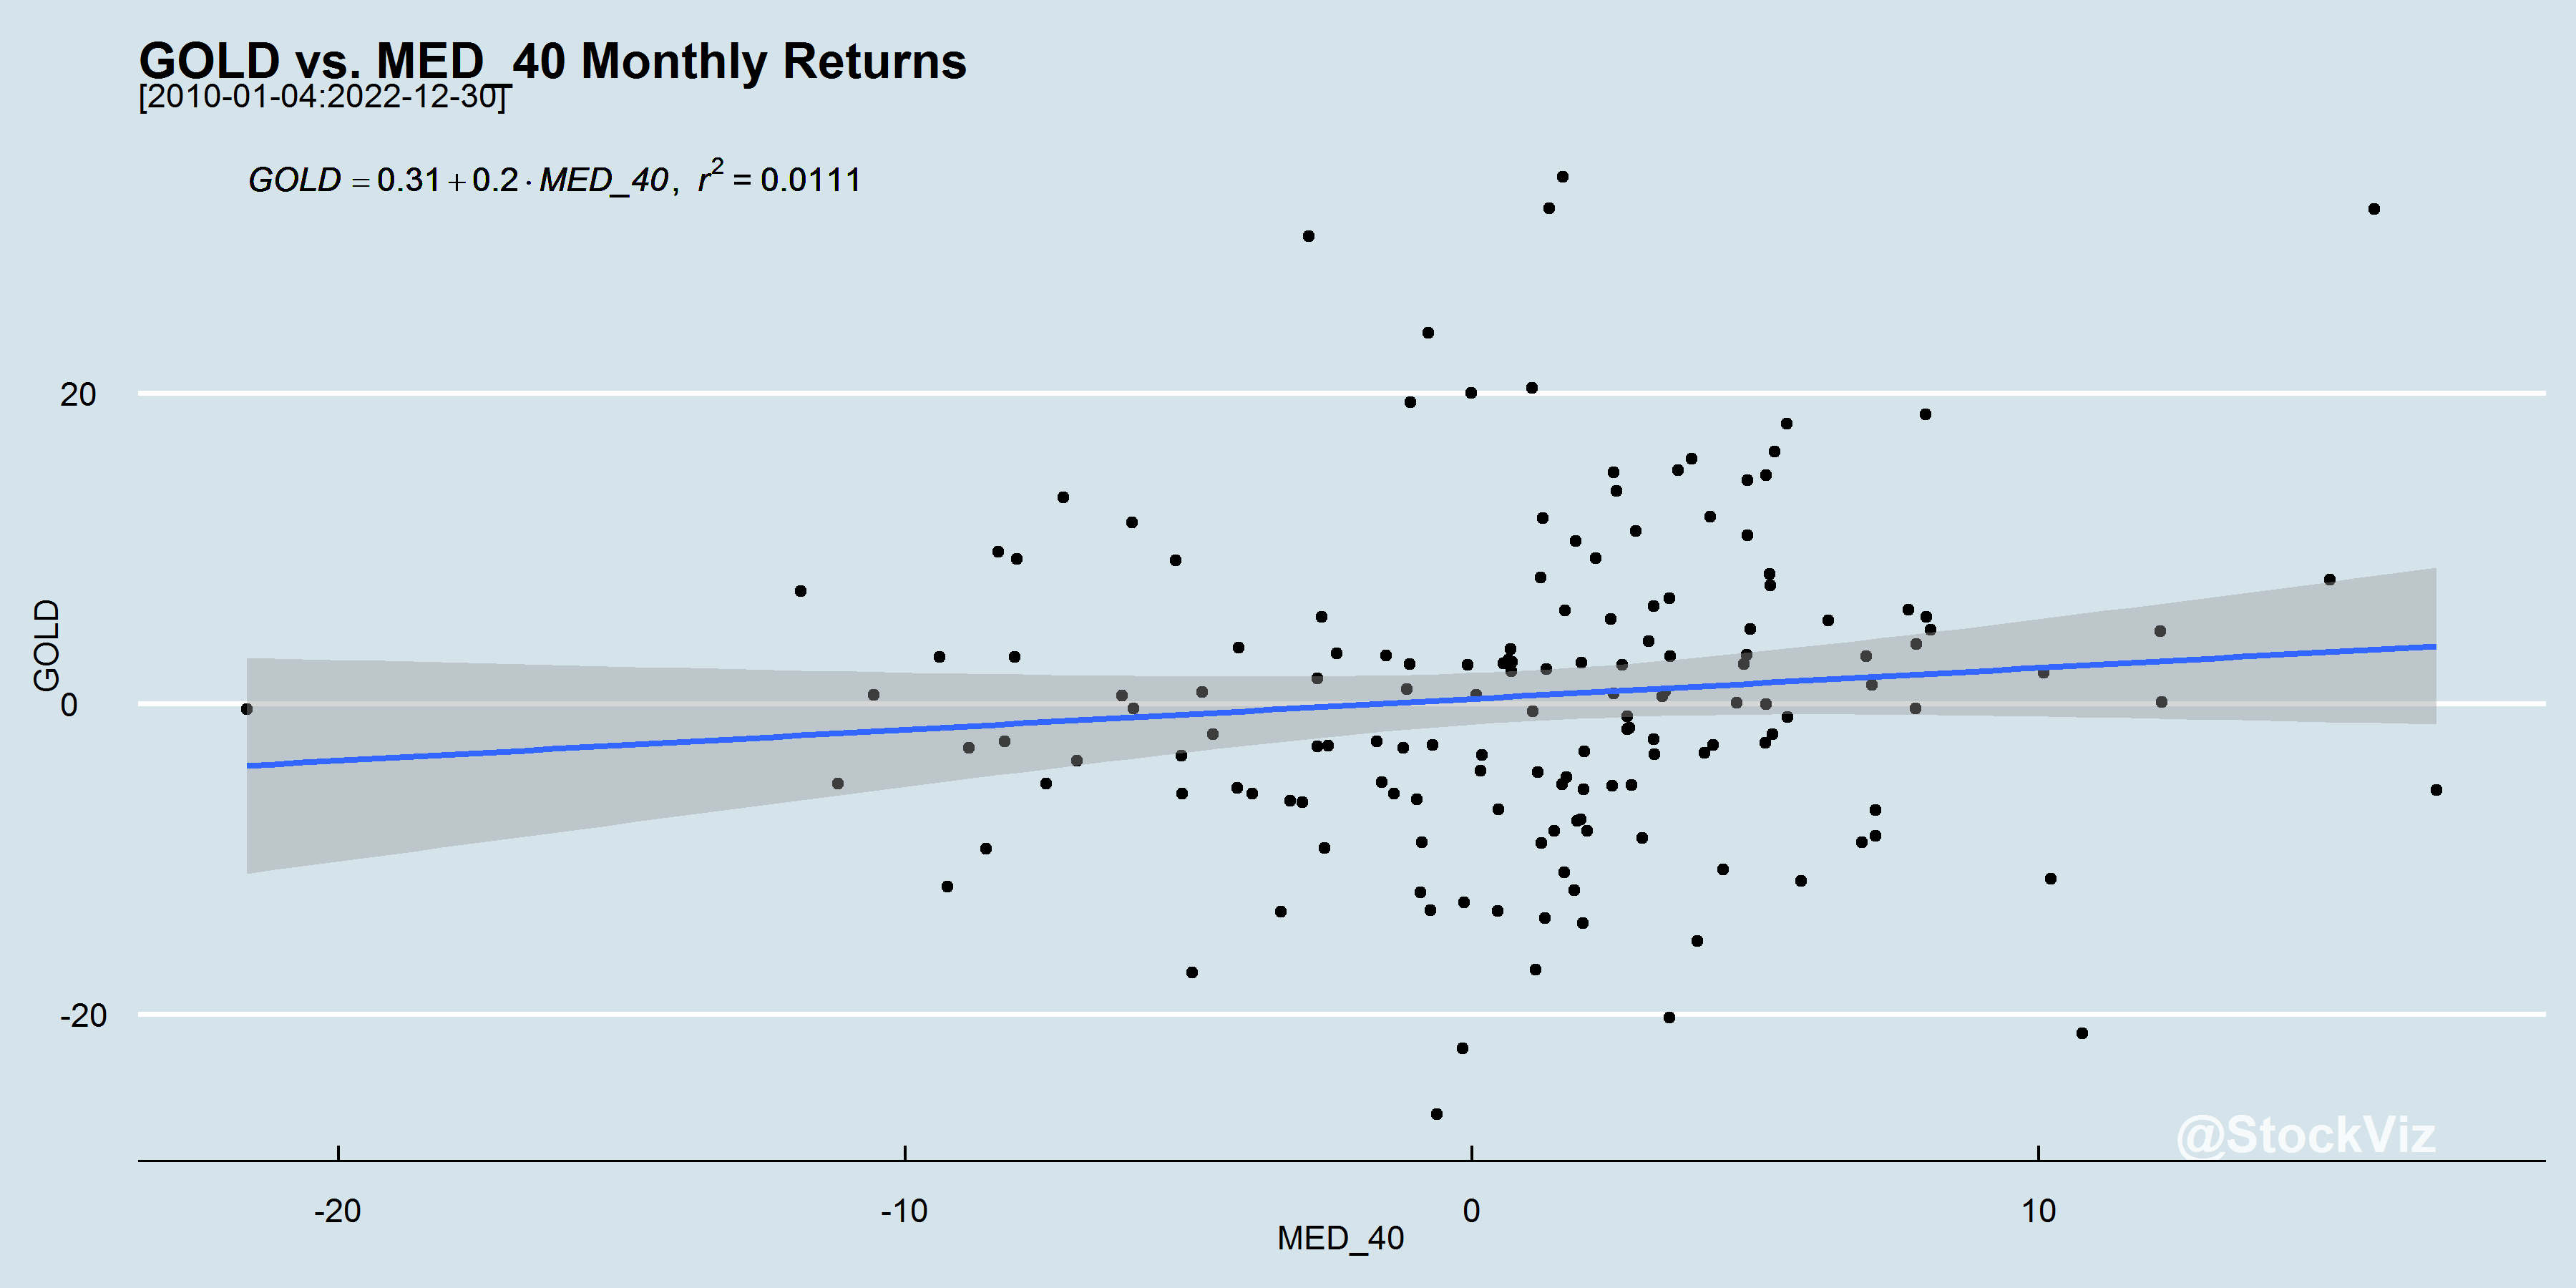 GOLD vs. MED_40 Monthly Returns
[2010-01-04:2022-12-30]
GOLD = 0.31 + 0.2 · MED_40, r² = 0.0111
20
0
-20
GOLD
-20 -10 0 10
MED_40
@StockViz